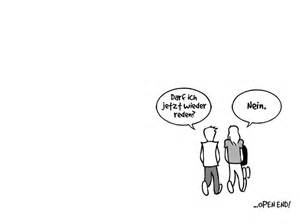 Darf ich
jetzt wieder
reden?
Nein.
...OPEN END!